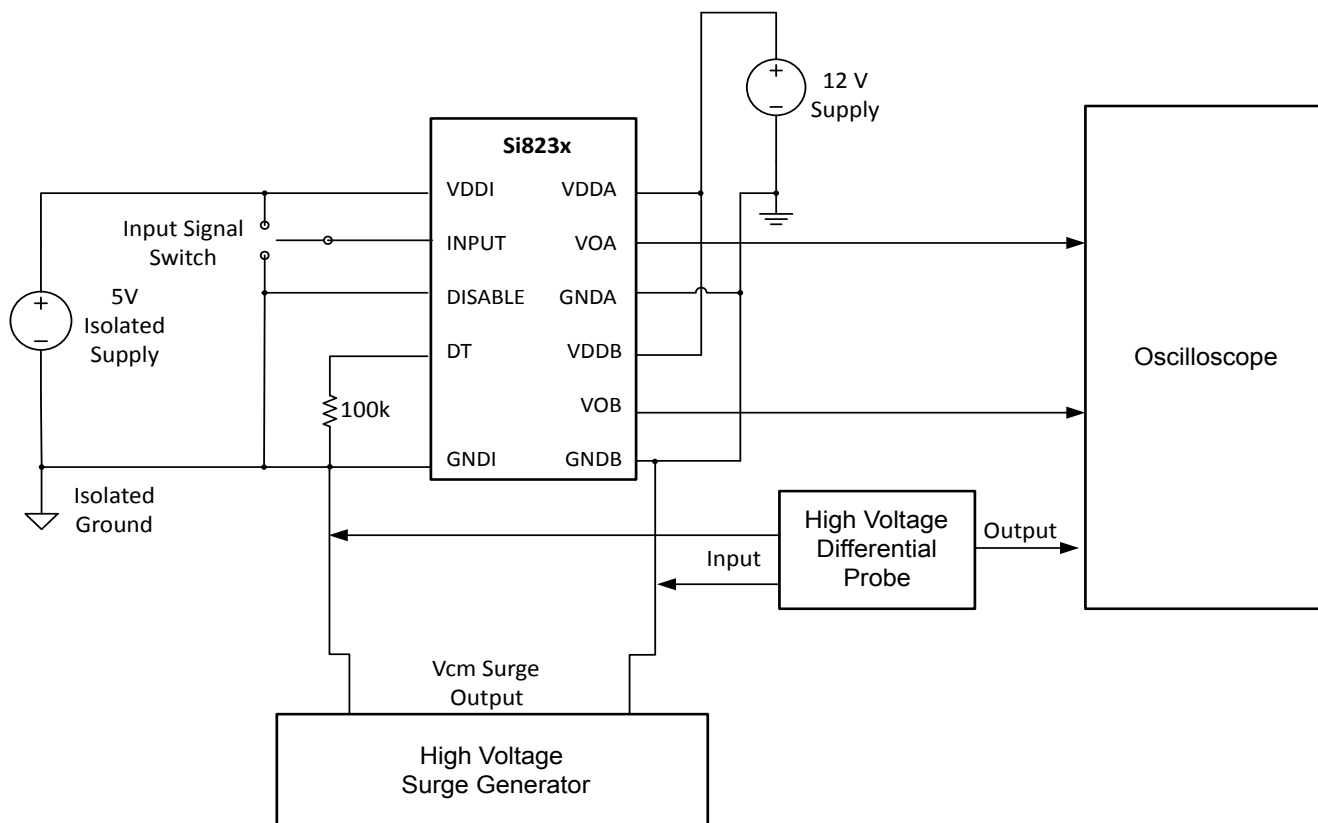 +
12 V
−
Supply
Si823x
VDDI
VDDA
Input Signal
Switch
INPUT
VOA
+
5V
−
Isolated
Supply
DISABLE
GNDA
DT
VDDB
Oscilloscope
100k
VOB
GNDI
GNDB
Isolated
Ground
High Voltage
Differential
Probe
Output
Input
Vcm Surge
Output
High Voltage
Surge Generator